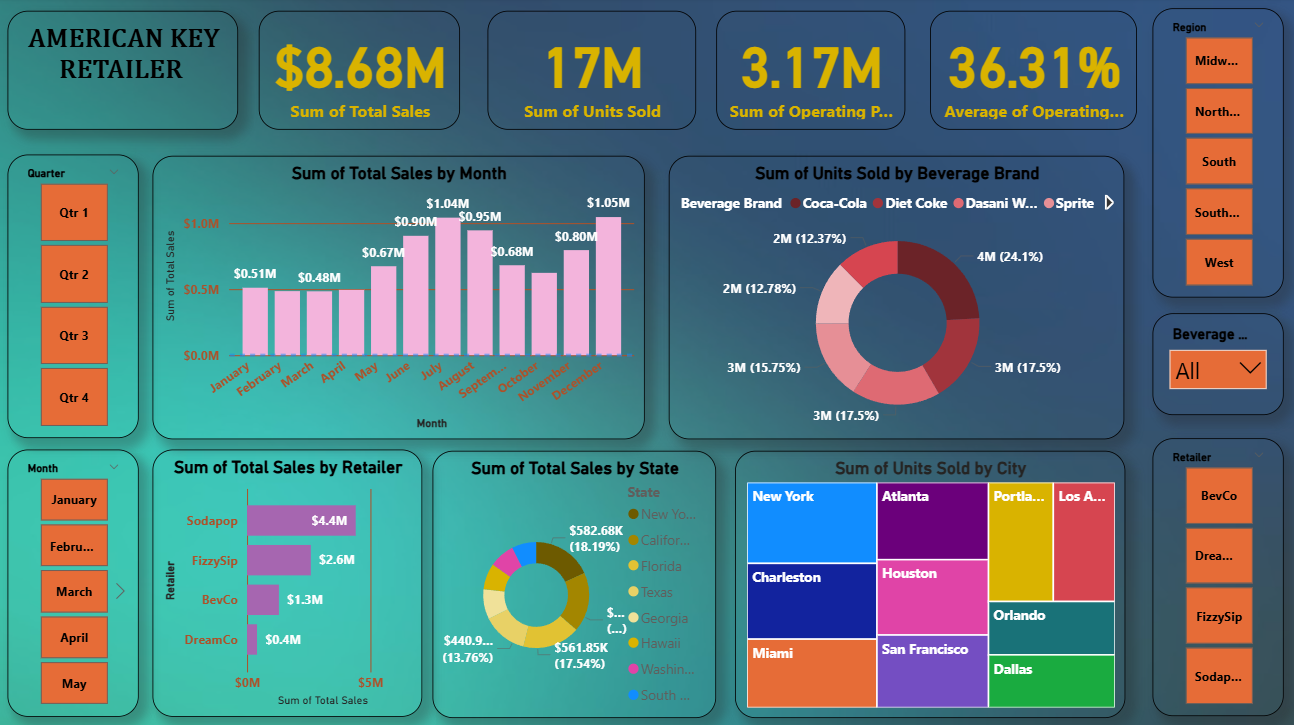 AMERICAN KEY
RETAILER
$8.68M
Sum of Total Sales
17M
Sum of Units Sold
3.17M
Sum of Operating P...
36.31%
Average of Operating...
Region
Midw...
North...
South
South...
West
Quarter
Qtr 1
Qtr 2
Qtr 3
Qtr 4
Sum of Total Sales by Month
Sum of Total Sales
$1.0M
$0.5M
$0.0M
$0.51M
$0.48M
$0.67M
$0.90M
$1.04M
$0.95M
$0.68M
$0.80M
$1.05M
January
February
March
April
May
June
July
August
Septem...
October
November
December
Month
Sum of Units Sold by Beverage Brand
Beverage Brand Coca-Cola Diet Coke Dasani W... Sprite
2M (12.37%)
4M (24.1%)
2M (12.78%)
3M (15.75%)
3M (17.5%)
3M (17.5%)
Beverage ...
All
Month
January
Febru...
March
April
May
Sum of Total Sales by Retailer
Retailer
Sodapop
$4.4M
FizzySip
$2.6M
BevCo
$1.3M
DreamCo
$0.4M
$0M
$5M
Sum of Total Sales
Sum of Total Sales by State
State
New Yo...
Califor...
Florida
Texas
Georgia
Hawaii
Washin...
South ...
$582.68K
(18.19%)
$...
(...)
$561.85K
(17.54%)
$440.9...
(13.76%)
Sum of Units Sold by City
New York
Atlanta
Portla...
Los A...
Charleston
Houston
Orlando
Miami
San Francisco
Dallas
Retailer
BevCo
Drea...
FizzySip
Sodap...